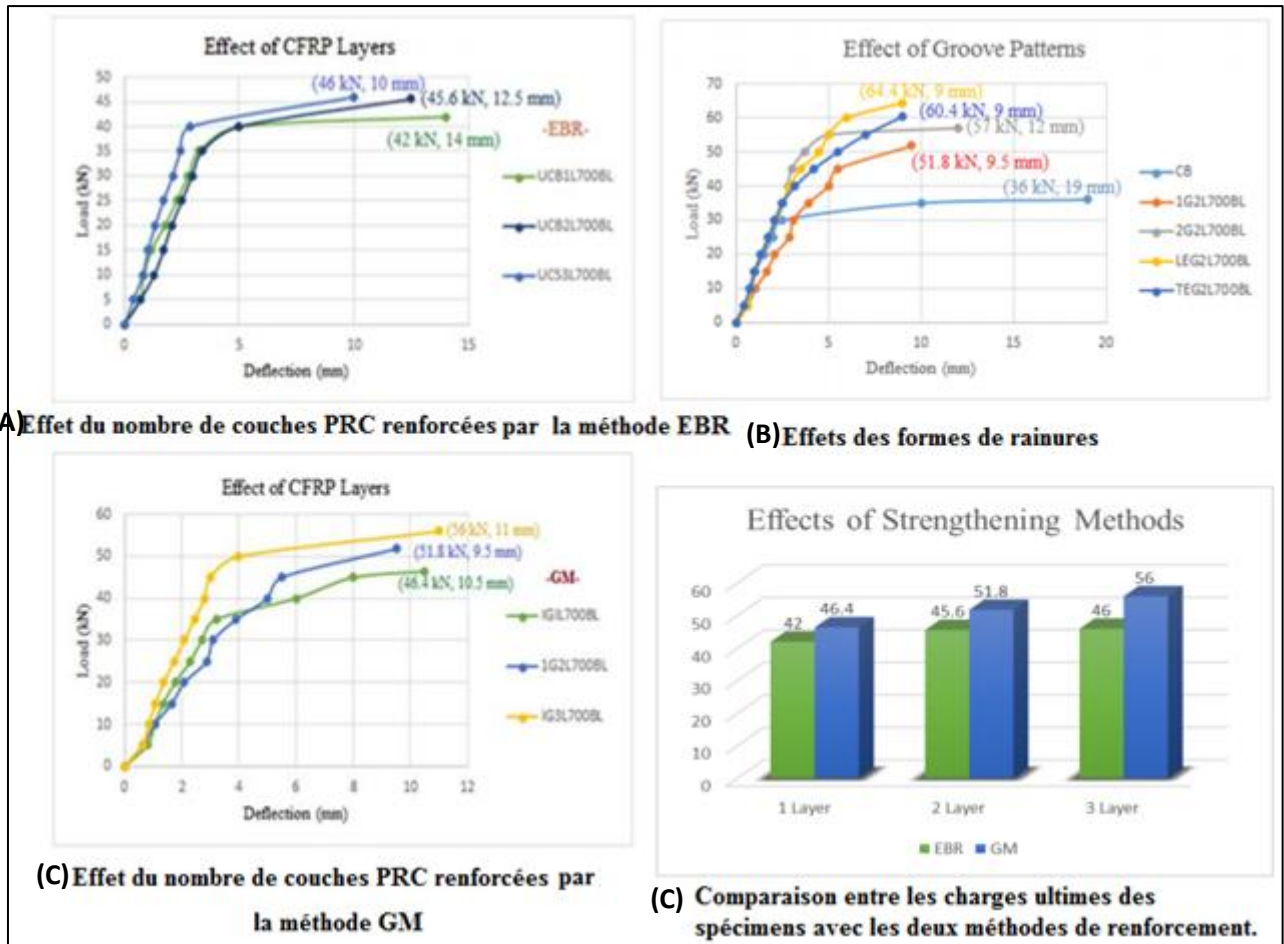 Effect of CFRP Layers
50
45
40
35
30
25
20
15
10
5
0
Load (kN)
0 5 10 15
Deflection (mm)
(46 kN, 10 mm)
(45.6 kN, 12.5 mm)
-EBR-
(42 kN, 14 mm)
UCB1L700BL
UCB2L700BL
UCS3L700BL
A) Effet du nombre de couches PRC renforcées par la méthode EBR
Effect of Groove Patterns
70
60
50
40
30
20
10
0
Load (kN)
0 5 10 15 20
Deflection (mm)
(64.4 kN, 9 mm)
(60.4 kN, 9 mm)
(57 kN, 12 mm)
(51.8 kN, 9.5 mm)
(36 kN, 19 mm)
CB
1G2L700BL
2G2L700BL
LEG2L700BL
TEG2L700BL
(B) Effets des formes de rainures
Effect of CFRP Layers
60
50
40
30
20
10
0
Load (kN)
0 2 4 6 8 10 12
Deflection (mm)
(56 kN, 11 mm)
(51.8 kN, 9.5 mm)
-GM-
(46.4 kN, 10.5 mm)
IG1L700BL
1G2L700BL
IG3L700BL
(C) Effet du nombre de couches PRC renforcées par
la méthode GM
Effects of Strengthening Methods
60
50
40
30
20
10
0
42 46.4 45.6 51.8 46 56
1 Layer 2 Layer 3 Layer
EBR GM
(C) Comparaison entre les charges ultimes des
spécimens avec les deux méthodes de renforcement.